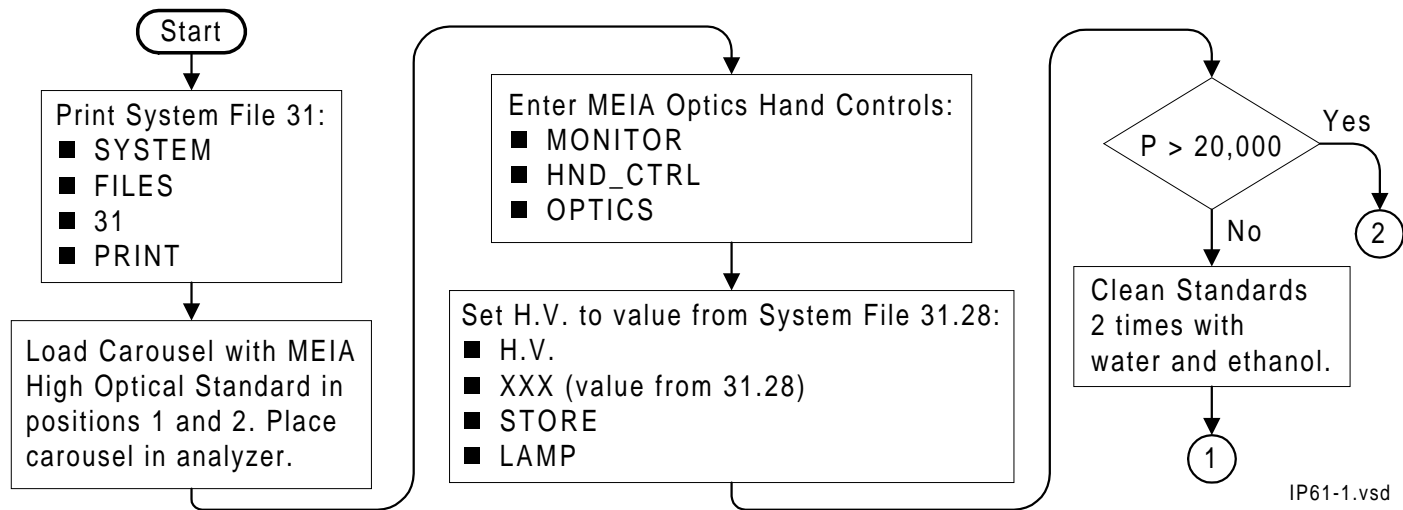 Start
Print System File 31:
■ SYSTEM
■ FILES
■ 31
■ PRINT
Load Carousel with MEIA
High Optical Standard in
positions 1 and 2. Place
carousel in analyzer.
Enter MEIA Optics Hand Controls:
■ MONITOR
■ HND_CTRL
■ OPTICS
Set H.V. to value from System File 31.28:
■ H.V.
■ XXX (value from 31.28)
■ STORE
■ LAMP
P > 20,000
Yes
2
No
Clean Standards
2 times with
water and ethanol.
1
IP61-1.vsd